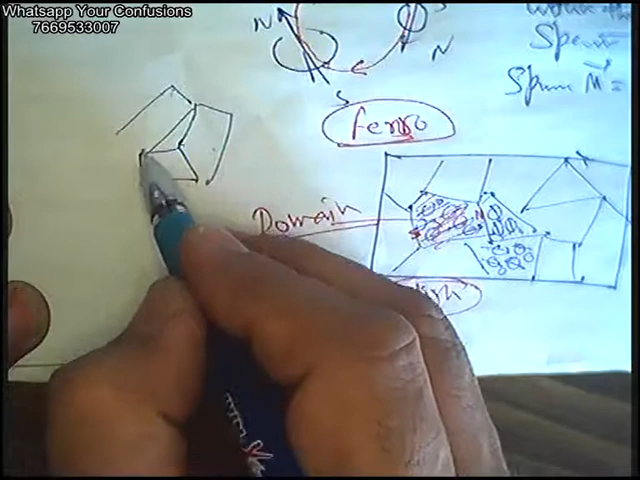 Whatsapp Your Confusions
7669533007
N
S
N
Spin
Spin M =
Ferro
Domain